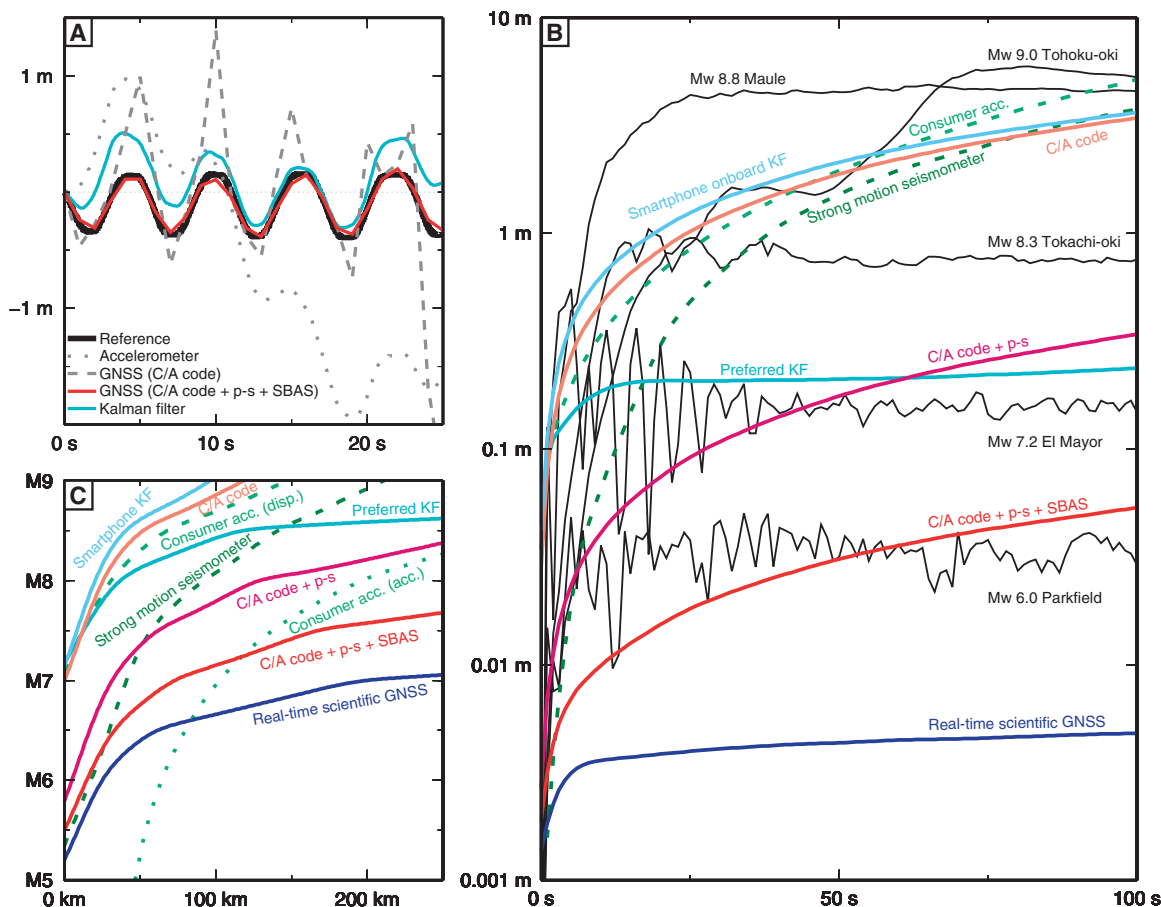 A
1 m
−1 m
Reference
Accelerometer
GNSS (C/A code)
GNSS (C/A code + p-s + SBAS)
Kalman filter
0 s
10 s
20 s
B
10 m
1 m
0.1 m
0.01 m
0.001 m
Mw 9.0 Tohoku-oki
Mw 8.8 Maule
Consumer acc.
C/A code
Smartphone onboard KF
Strong motion seismometer
Mw 8.3 Tokachi-oki
C/A code + p-s
Preferred KF
Mw 7.2 El Mayor
C/A code + p-s + SBAS
Mw 6.0 Parkfield
Real-time scientific GNSS
0 s
50 s
100 s
C
M9
M8
M7
M6
M5
Smartphone KF
C/A code
Consumer acc. (disp.)
Preferred KF
Strong motion seismometer
C/A code + p-s
Consumer acc. (acc.)
C/A code + p-s + SBAS
Real-time scientific GNSS
0 km
100 km
200 km